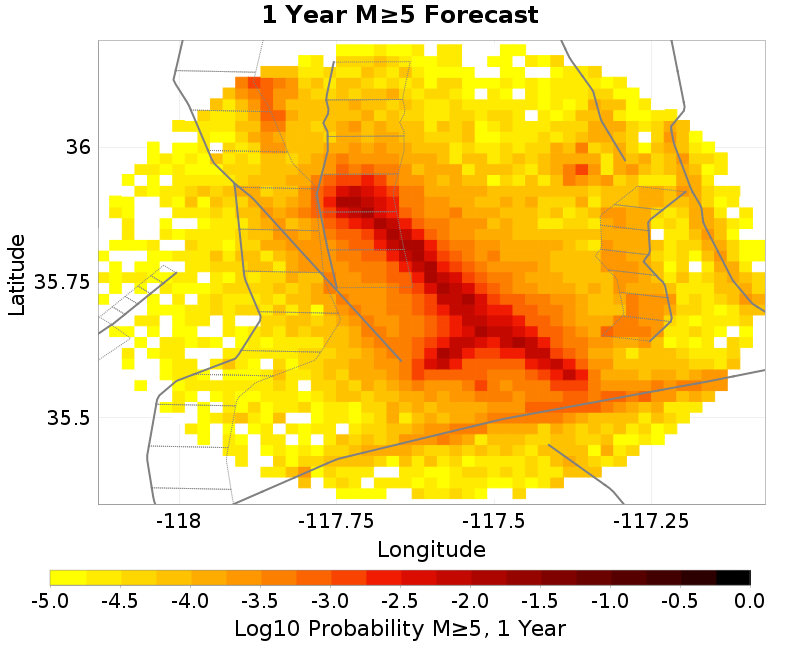 1 Year M≥5 Forecast
36
35.75
35.5
Latitude
-118 -117.75 -117.5 -117.25
Longitude
-5.0 -4.5 -4.0 -3.5 -3.0 -2.5 -2.0 -1.5 -1.0 -0.5 0.0
Log10 Probability M≥5, 1 Year